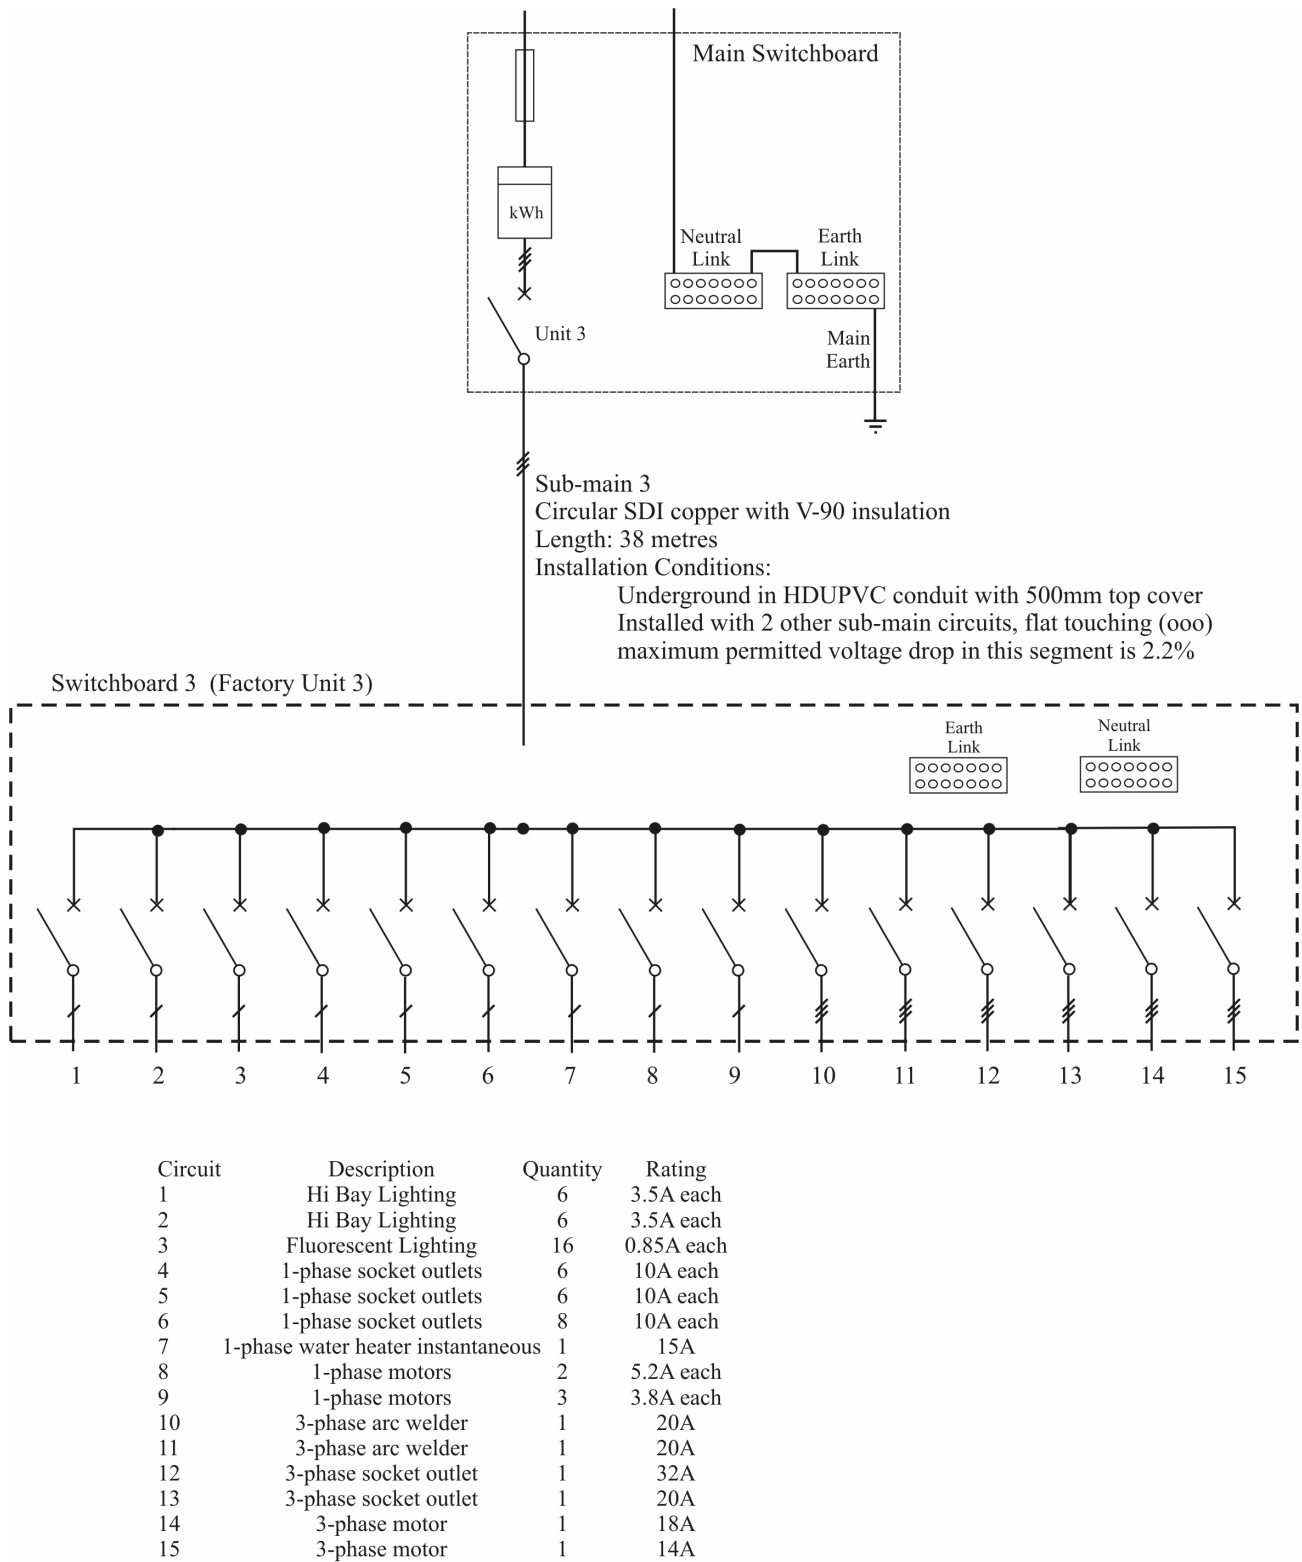 Main Switchboard
kWh
Neutral
Link
Earth
Link
Unit 3
Main
Earth
Sub-main 3
Circular SDI copper with V-90 insulation
Length: 38 metres
Installation Conditions:
Underground in HDUPVC conduit with 500mm top cover
Installed with 2 other sub-main circuits, flat touching (ooo)
maximum permitted voltage drop in this segment is 2.2%
Switchboard 3 (Factory Unit 3)
Earth
Link
Neutral
Link
1 2 3 4 5 6 7 8 9 10 11 12 13 14 15
Circuit Description Quantity Rating
1 Hi Bay Lighting 6 3.5A each
2 Hi Bay Lighting 6 3.5A each
3 Fluorescent Lighting 16 0.85A each
4 1-phase socket outlets 6 10A each
5 1-phase socket outlets 6 10A each
6 1-phase socket outlets 8 10A each
7 1-phase water heater instantaneous 1 15A
8 1-phase motors 2 5.2A each
9 1-phase motors 3 3.8A each
10 3-phase arc welder 1 20A
11 3-phase arc welder 1 20A
12 3-phase socket outlet 1 32A
13 3-phase socket outlet 1 20A
14 3-phase motor 1 18A
15 3-phase motor 1 14A